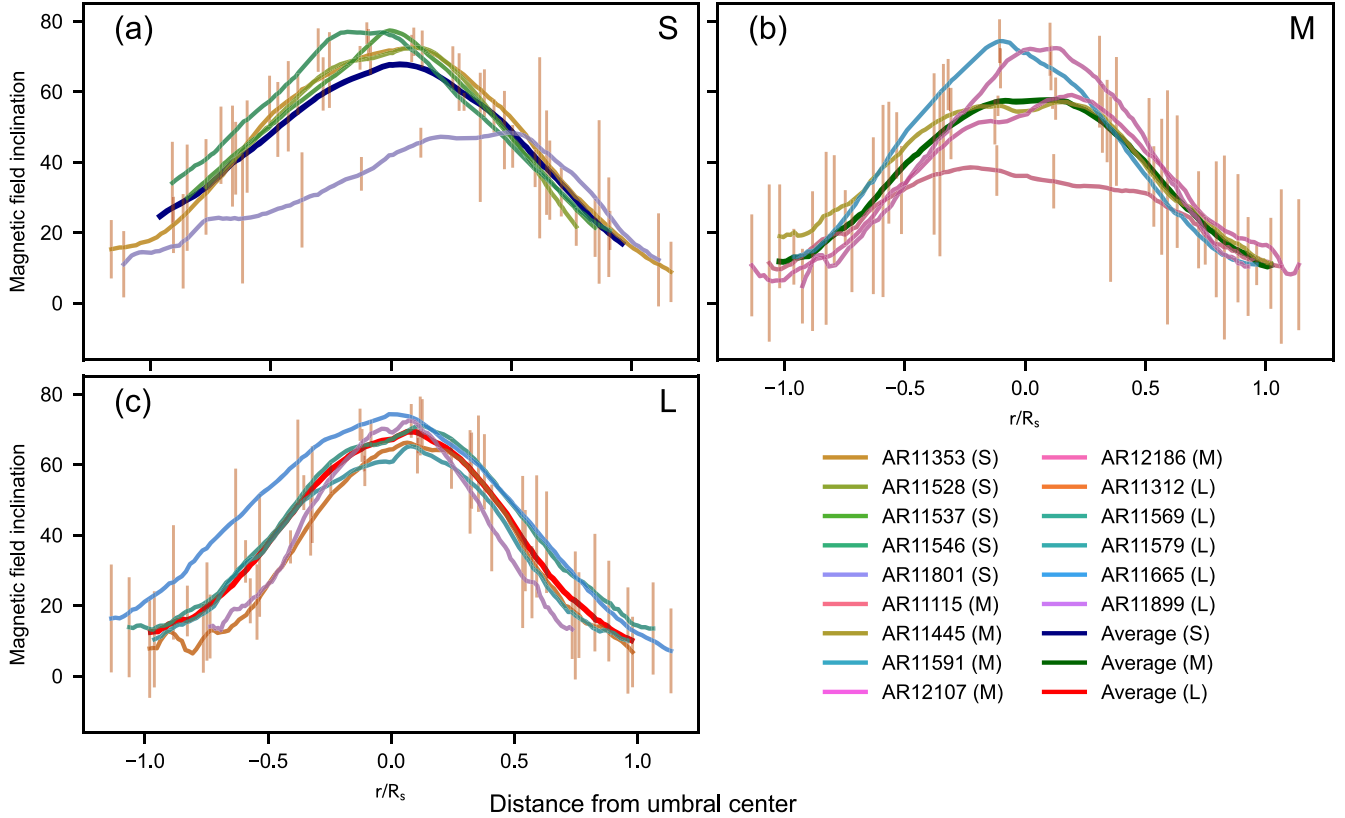 (a)
S
(b)
M
Magnetic field inclination
80
60
40
20
0
−1.0
−0.5
0.0
0.5
1.0
r/Rs
(c)
L
Magnetic field inclination
80
60
40
20
0
−1.0
−0.5
0.0
0.5
1.0
r/Rs
Distance from umbral center
AR11353 (S)
AR11528 (S)
AR11537 (S)
AR11546 (S)
AR11801 (S)
AR11115 (M)
AR11445 (M)
AR11591 (M)
AR12107 (M)
AR12186 (M)
AR11312 (L)
AR11569 (L)
AR11579 (L)
AR11665 (L)
AR11899 (L)
Average (S)
Average (M)
Average (L)